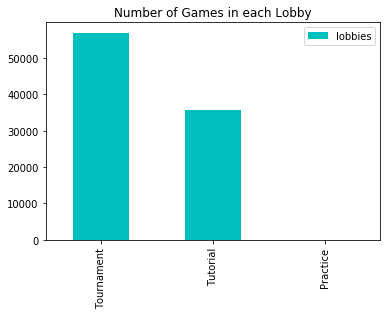 Number of Games in each Lobby
lobbies
50000
40000
30000
20000
10000
0
Tournament
Tutorial
Practice